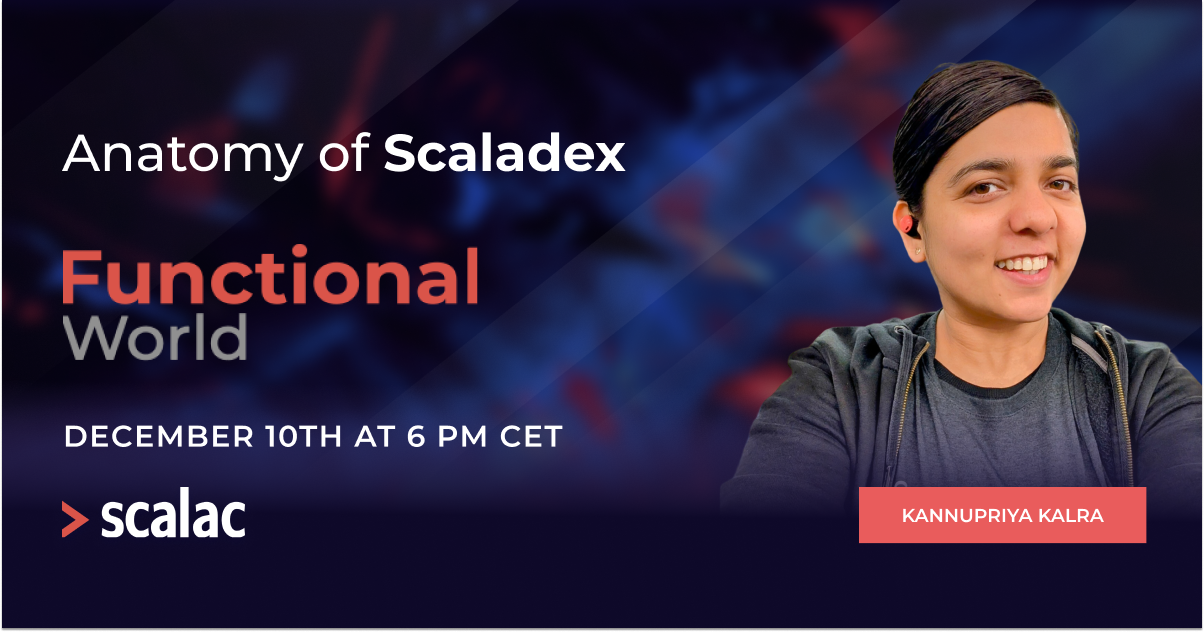 Anatomy of Scaladex
Functional
World
DECEMBER 10TH AT 6 PM CET
scalac
KANNUPRIYA KALRA